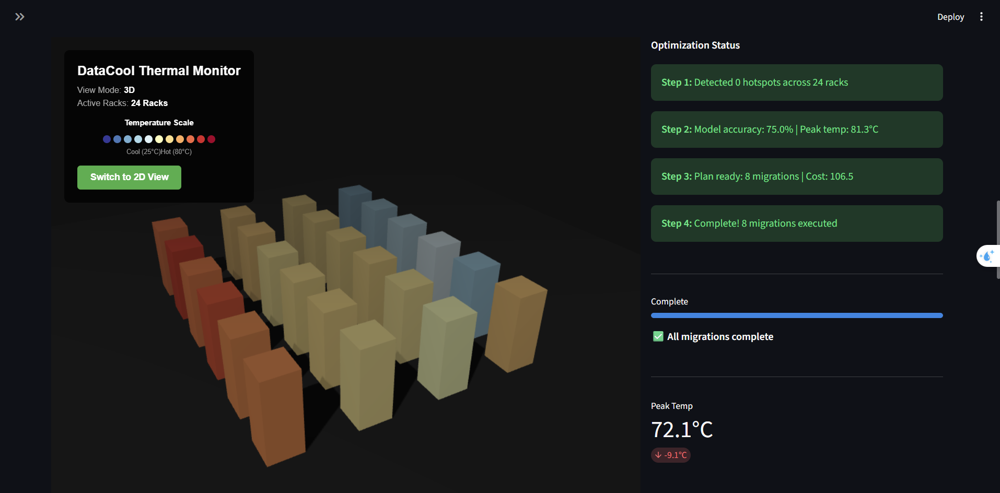 Deploy
DataCool Thermal Monitor
View Mode: 3D
Active Racks: 24 Racks
Temperature Scale
Cool (25°C)Hot (80°C)
Switch to 2D View
Optimization Status
Step 1: Detected 0 hotspots across 24 racks
Step 2: Model accuracy: 75.0% | Peak temp: 81.3°C
Step 3: Plan ready: 8 migrations | Cost: 106.5
Step 4: Complete! 8 migrations executed
Complete
✅ All migrations complete
Peak Temp
72.1°C
↓ -9.1°C